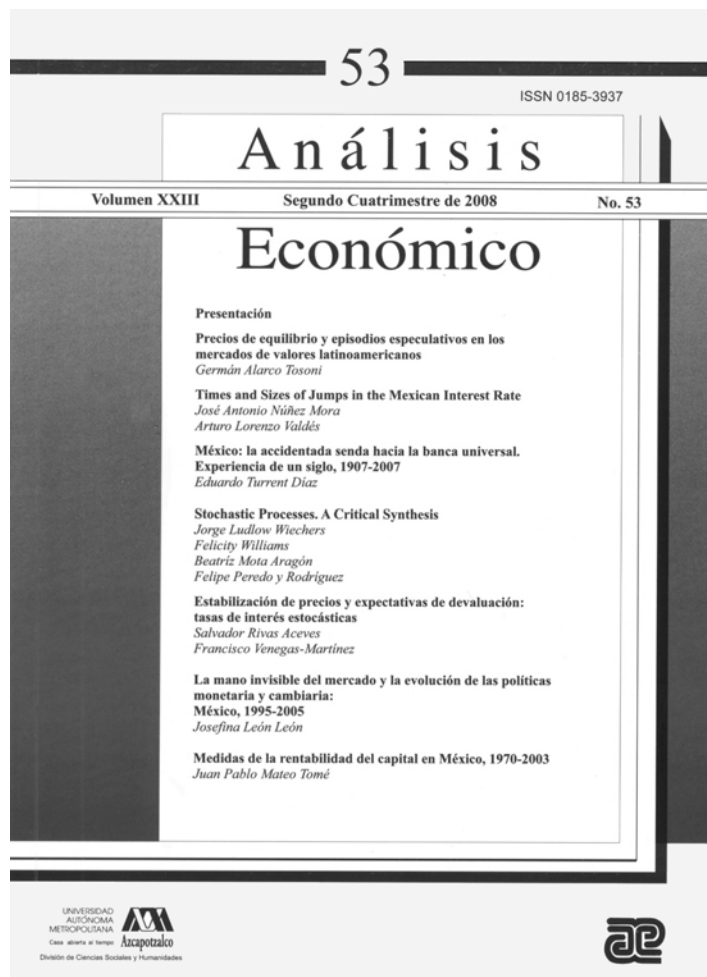 53
ISSN 0185-3937
Análisis
Volumen XXIII Segundo Cuatrimestre de 2008 No. 53
Económico
Presentación
Precios de equilibrio y episodios especulativos en los
mercados de valores latinoamericanos
Germán Alarco Tosoni
Times and Sizes of Jumps in the Mexican Interest Rate
José Antonio Núñez Mora
Arturo Lorenzo Valdés
México: la accidentada senda hacia la banca universal.
Experiencia de un siglo, 1907-2007
Eduardo Turrent Díaz
Stochastic Processes. A Critical Synthesis
Jorge Ludlow Wiechers
Felicity Williams
Beatriz Mota Aragón
Felipe Peredo y Rodríguez
Estabilización de precios y expectativas de devaluación:
tasas de interés estocásticas
Salvador Rivas Aceves
Francisco Venegas-Martínez
La mano invisible del mercado y la evolución de las políticas
monetaria y cambiaria:
México, 1995-2005
Josefina León León
Medidas de la rentabilidad del capital en México, 1970-2003
Juan Pablo Mateo Tomé
UNIVERSIDAD
AUTÓNOMA
METROPOLITANA
Casa abierta al tiempo Azcapotzalco
División de Ciencias Sociales y Humanidades
ae